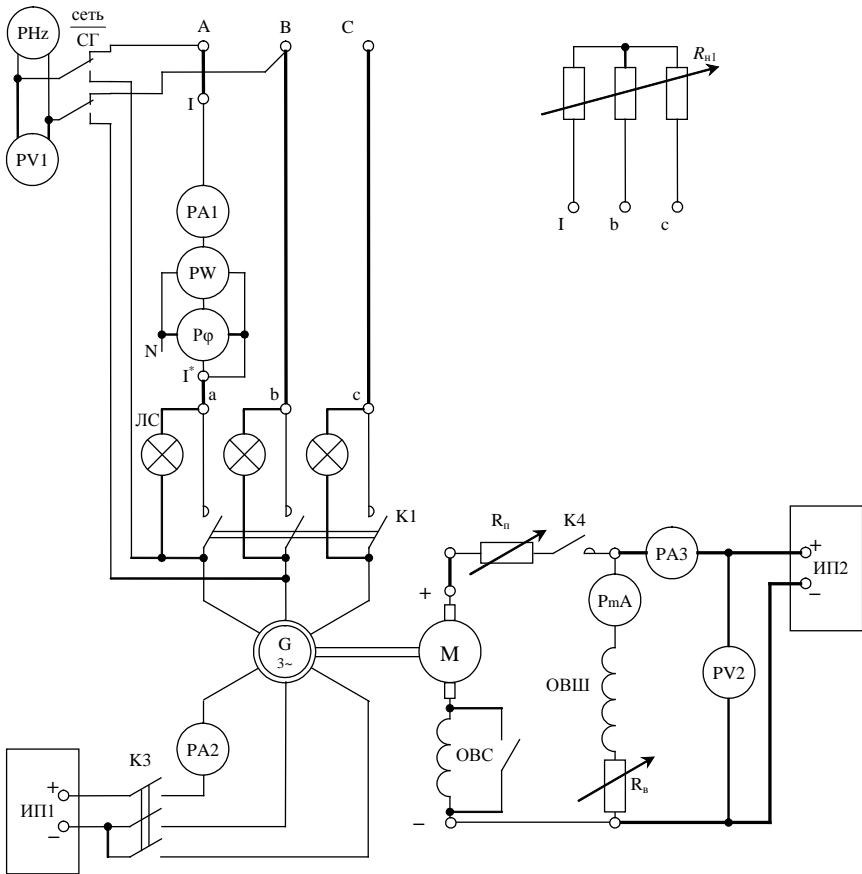 PHz
сеть
СГ
A
B
C
R н1
I
PV1
PA1
I
b
c
PW
Pφ
N
I*
a
b
c
ЛС
K1
R п
K4
+
PA3
+
ИП2
−
PmA
+
G
3~
M
PV2
ОВШ
K3
PA2
ОВС
+
ИП1
−
R в
−